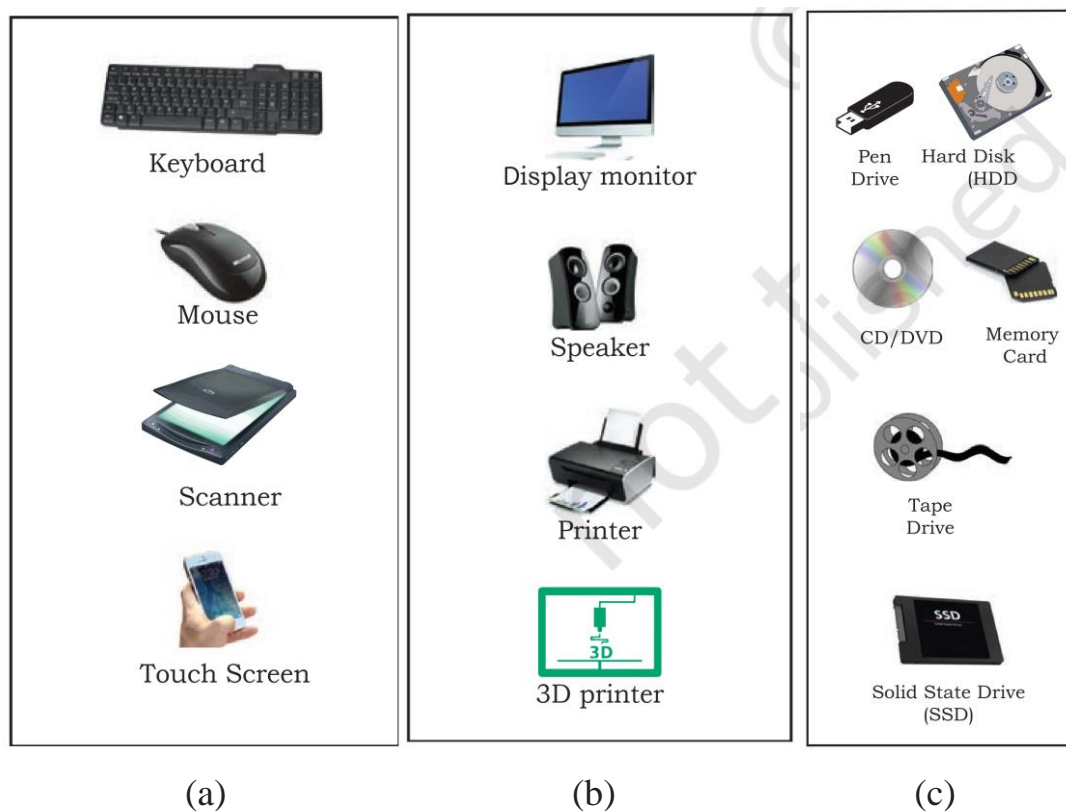 Keyboard
Mouse
Scanner
Touch Screen
(a)
Display monitor
Speaker
Printer
3D
3D printer
(b)
Pen
Drive
Hard Disk
(HDD
CD/DVD
Memory
Card
Tape
Drive
SSD
Solid State Drive
(SSD)
(c)
not